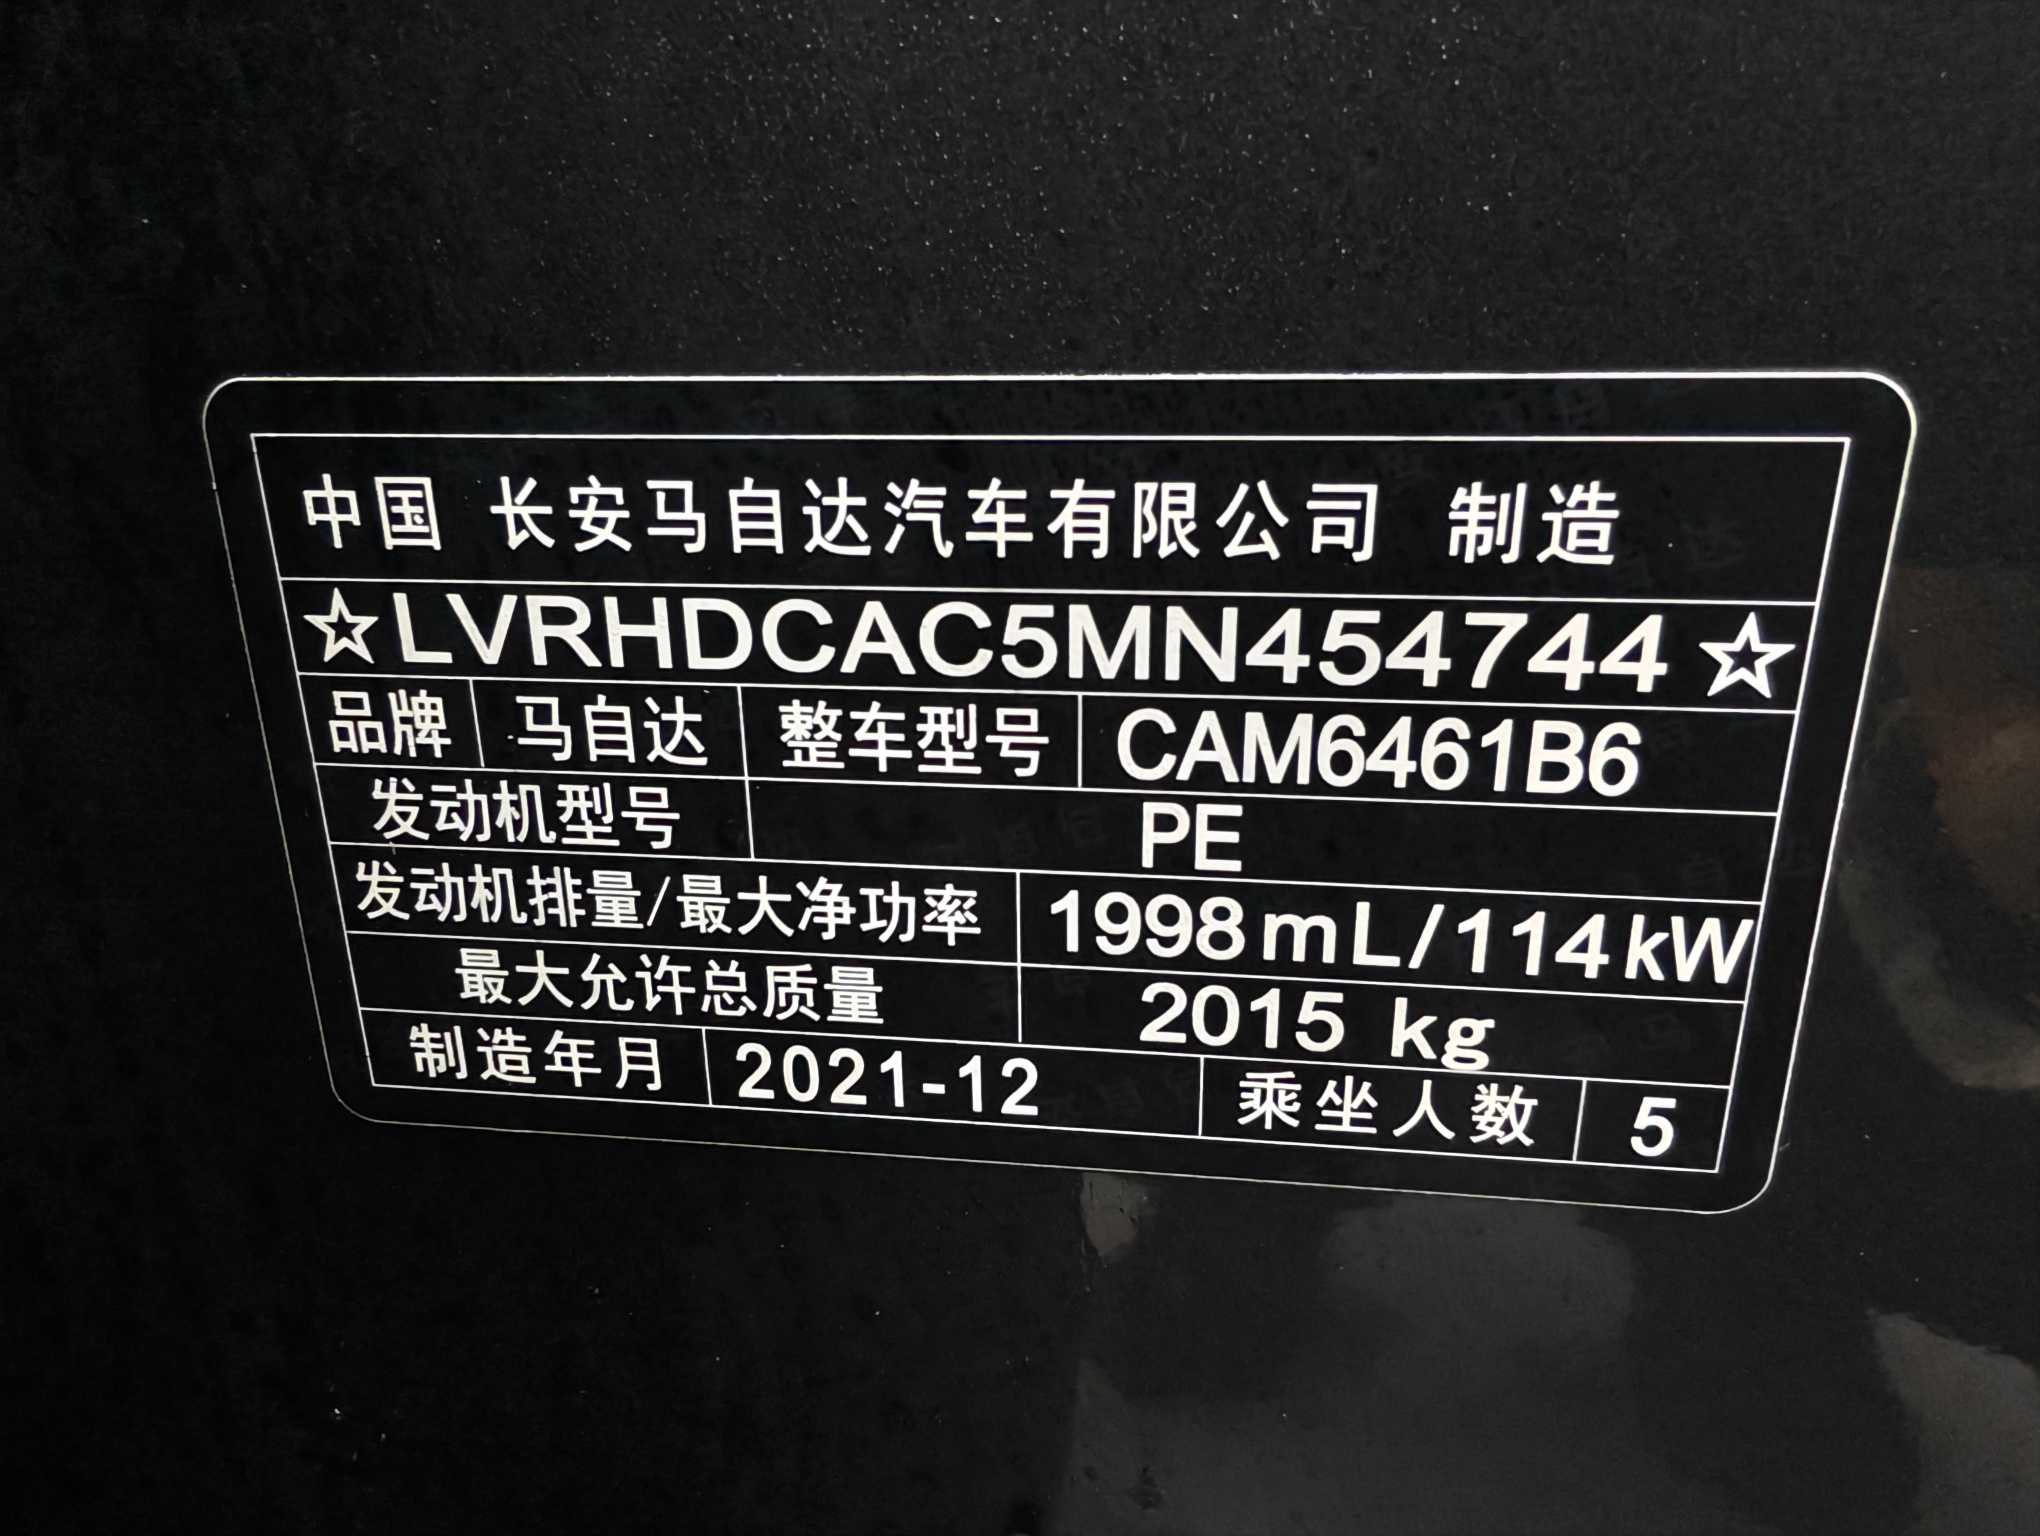 中国 长安马自达汽车有限公司 制造
☆LVRHDCAC5MN454744☆
品牌 马自达 整车型号 CAM6461B6
发动机型号 PE
发动机排量/最大净功率 1998mL/114kW
最大允许总质量 2015 kg
制造年月 2021-12 乘坐人数 5